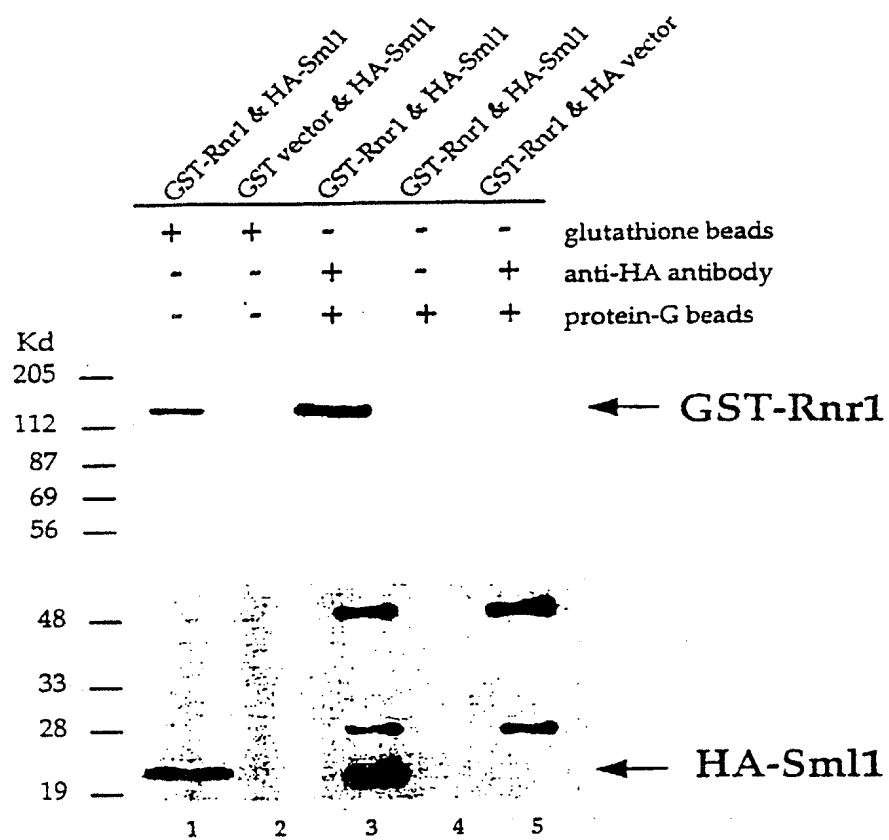 GST-Rnr1 & HA-Sml1
GST vector & HA-Sml1
GST-Rnr1 & HA-Sml1
GST-Rnr1 & HA-Sml1
GST-Rnr1 & HA vector
+ + - - - glutathione beads
- - + - + anti-HA antibody
- - + + + protein-G beads
Kd
205
112
GST-Rnr1
87
69
56
48
33
28
HA-Sml1
19
1 2 3 4 5